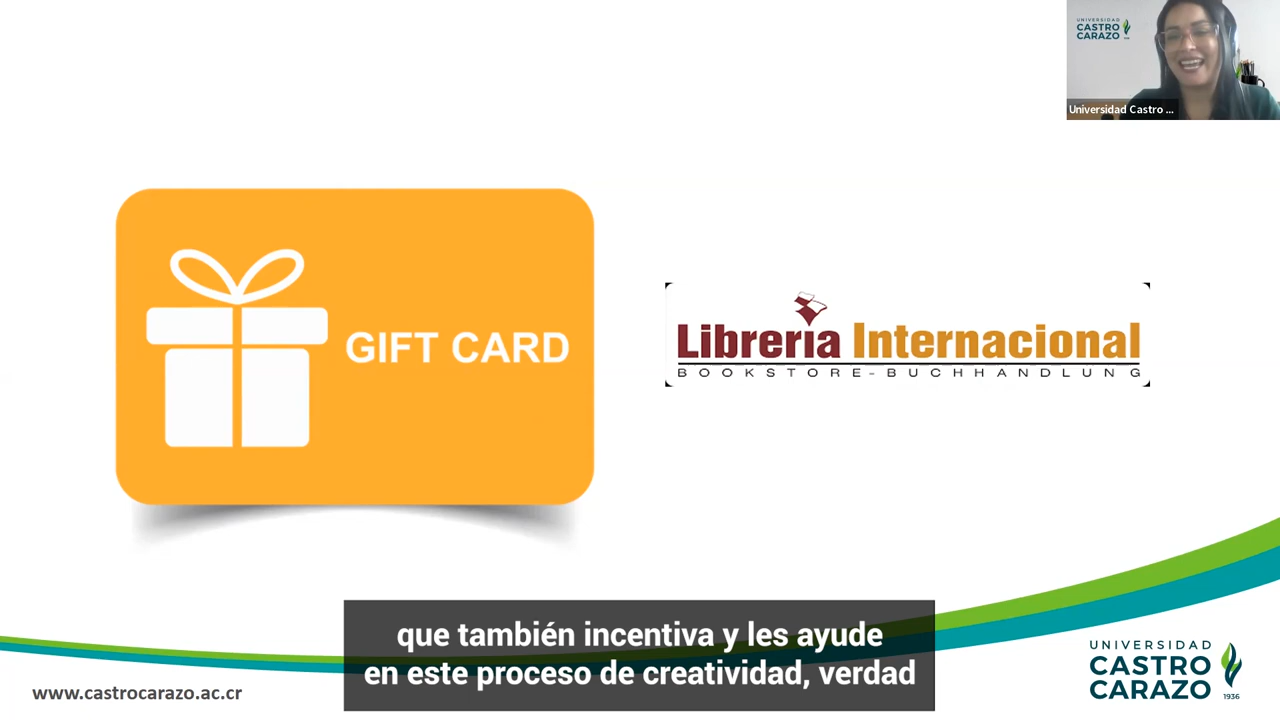 UNIVERSIDAD
CASTRO
CARAZO
Universidad Castro ...
GIFT CARD
Librería Internacional
BOOKSTORE-BUCHHANDLUNG
que también incentiva y les ayude
en este proceso de creatividad, verdad
www.castrocarazo.ac.cr
UNIVERSIDAD
CASTRO
CARAZO
1936